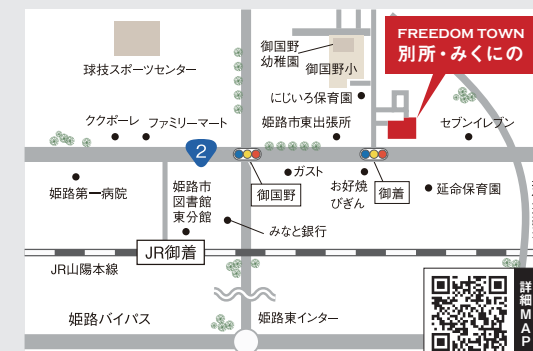 FREEDOM TOWN
別所・みくにの
御国野
幼稚園
御国野小
球技スポーツセンター
にじいろ保育園
ククポーレ
ファミリーマート
姫路市東出張所
セブンイレブン
2
ガスト
姫路第一病院
姫路市
図書館
東分館
御国野
お好焼
びぎん
御着
延命保育園
みなと銀行
JR御着
JR山陽本線
姫路バイパス
姫路東インター
詳細MAP